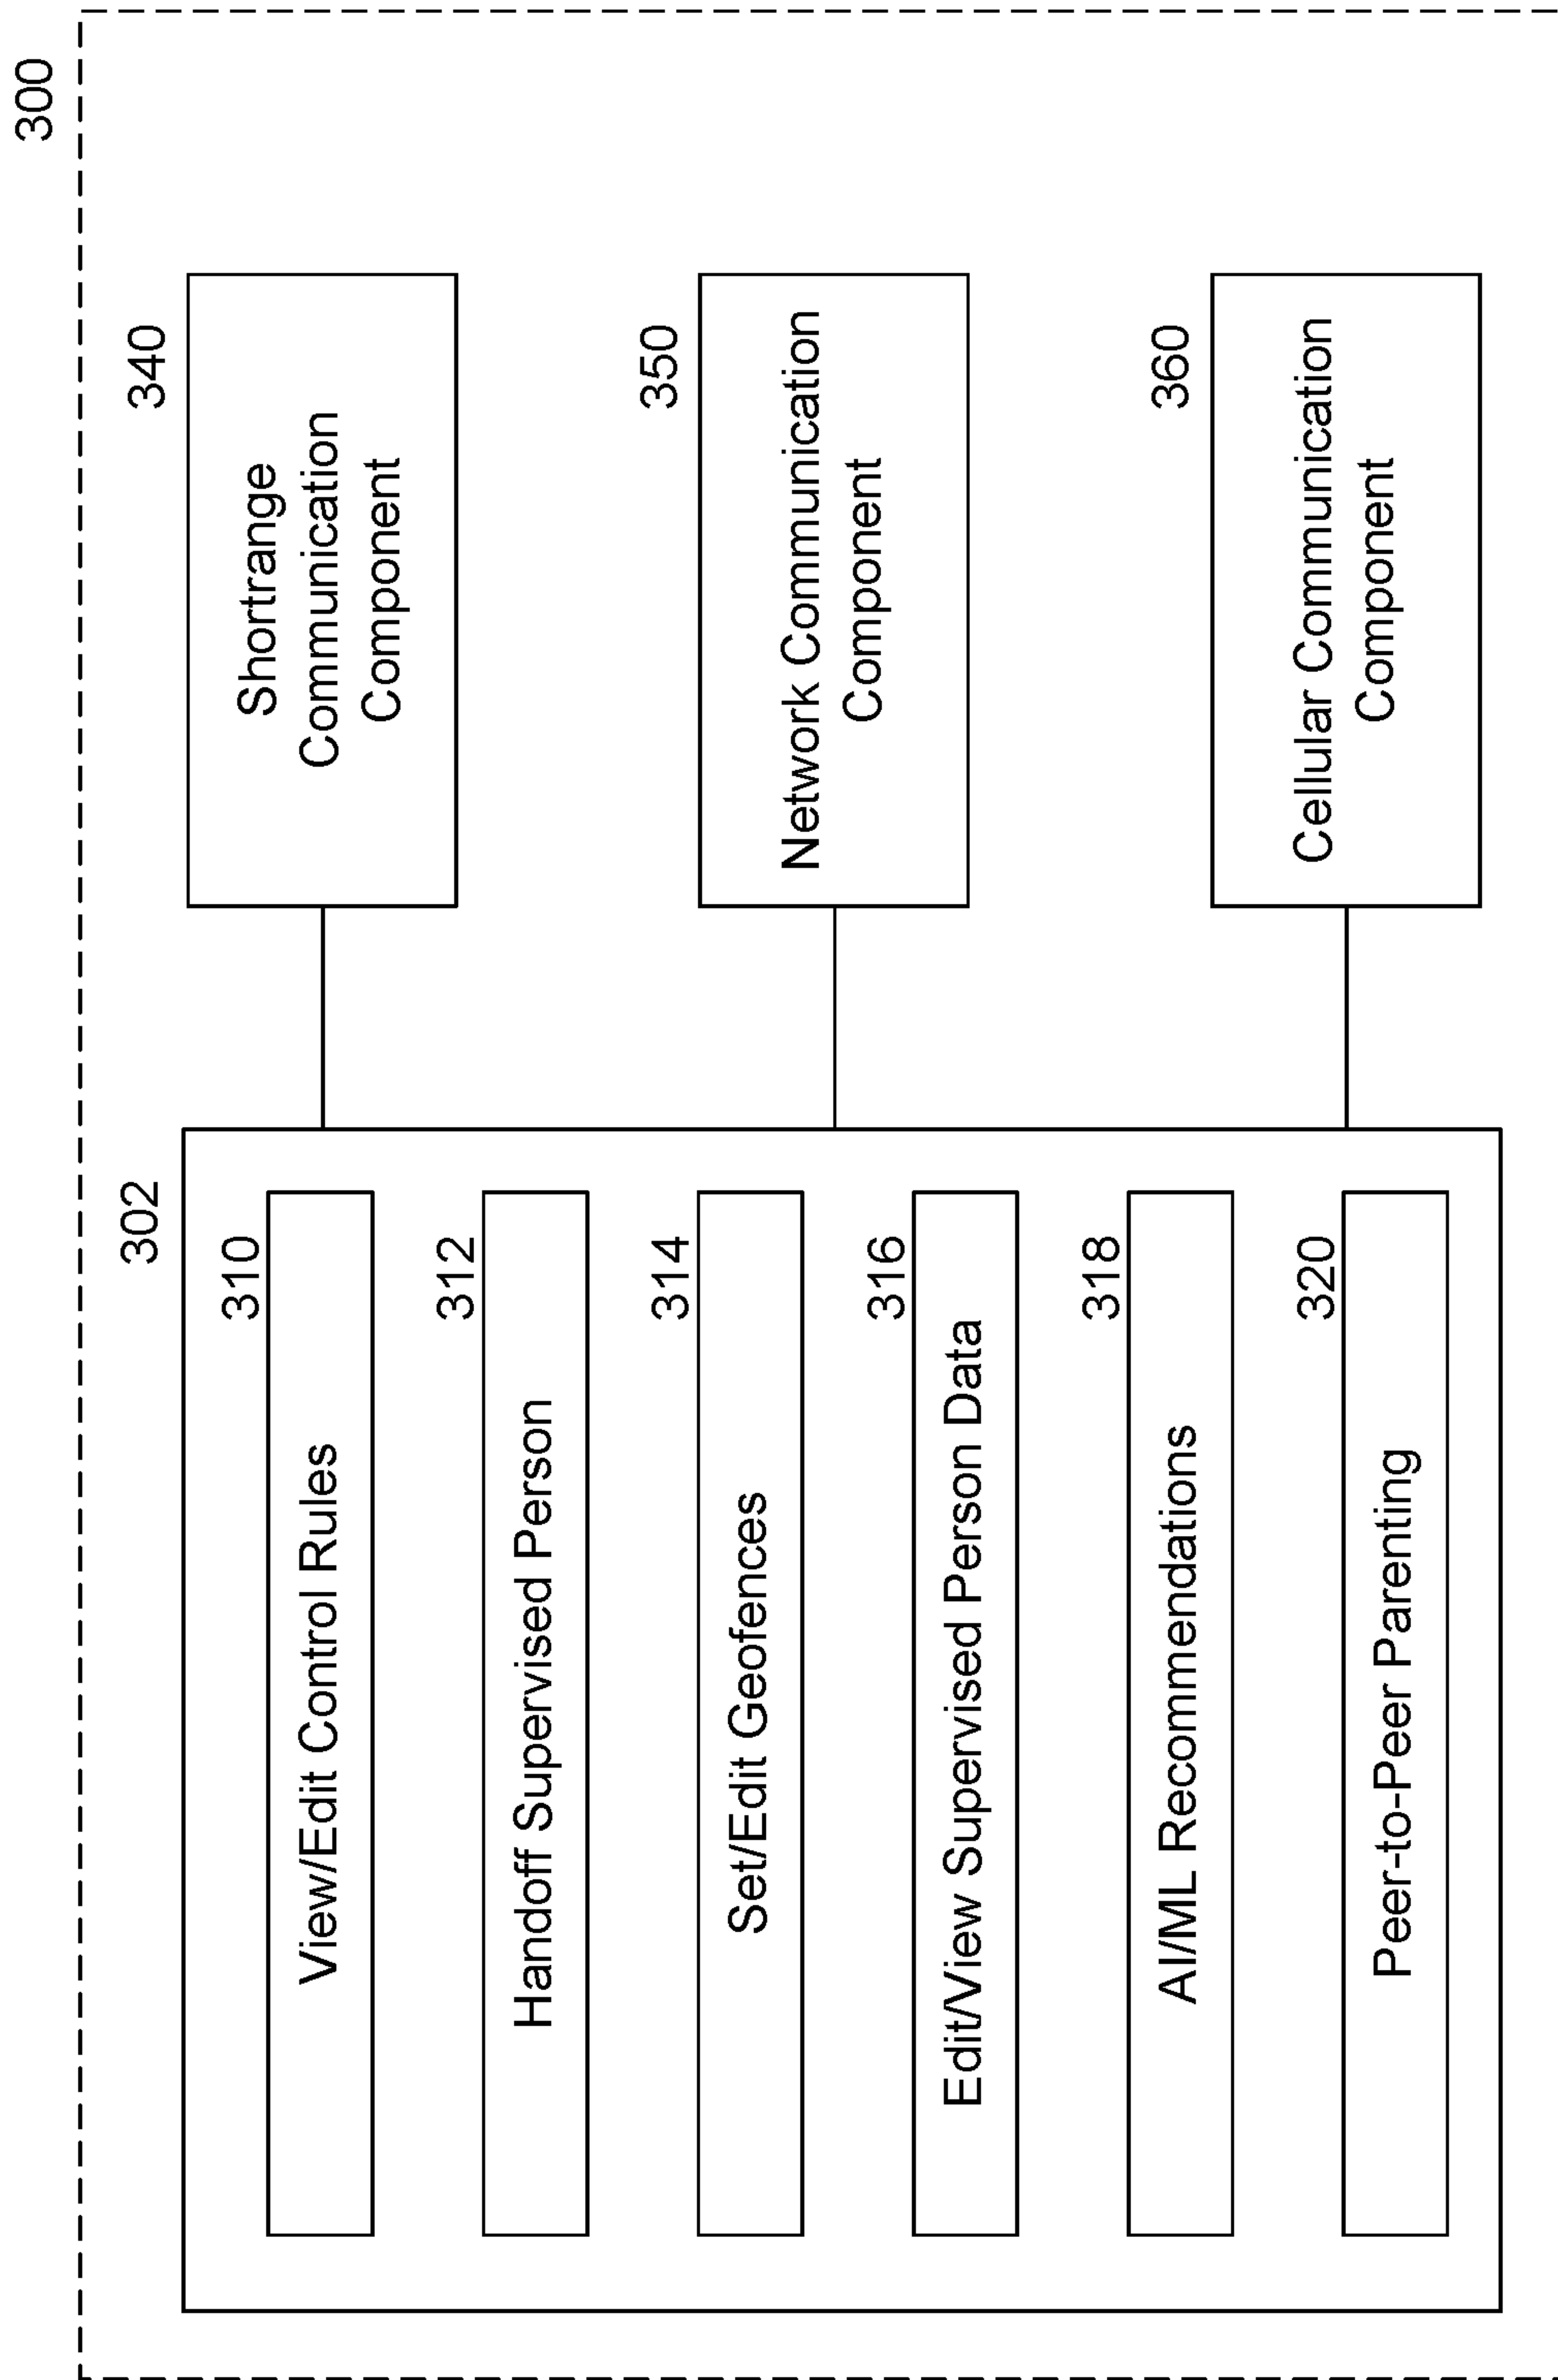 300
302
310
View/Edit Control Rules
312
Handoff Supervised Person
314
Set/Edit Geofences
316
Edit/View Supervised Person Data
318
AI/ML Recommendations
320
Peer-to-Peer Parenting
340
Shortrange
Communication
Component
350
Network Communication
Component
360
Cellular Communication
Component